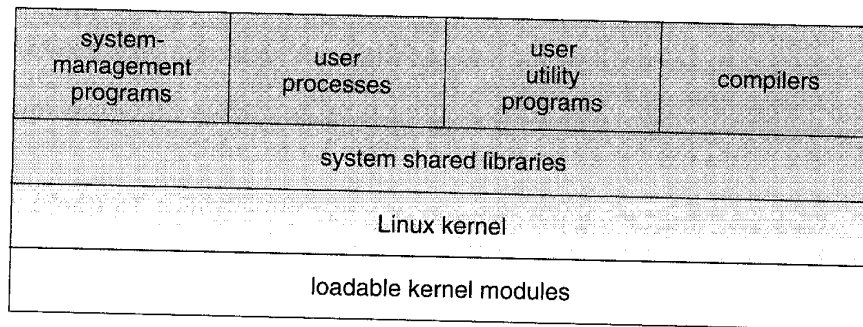 system-
management
programs
user
processes
user
utility
programs
compilers
system shared libraries
Linux kernel
loadable kernel modules